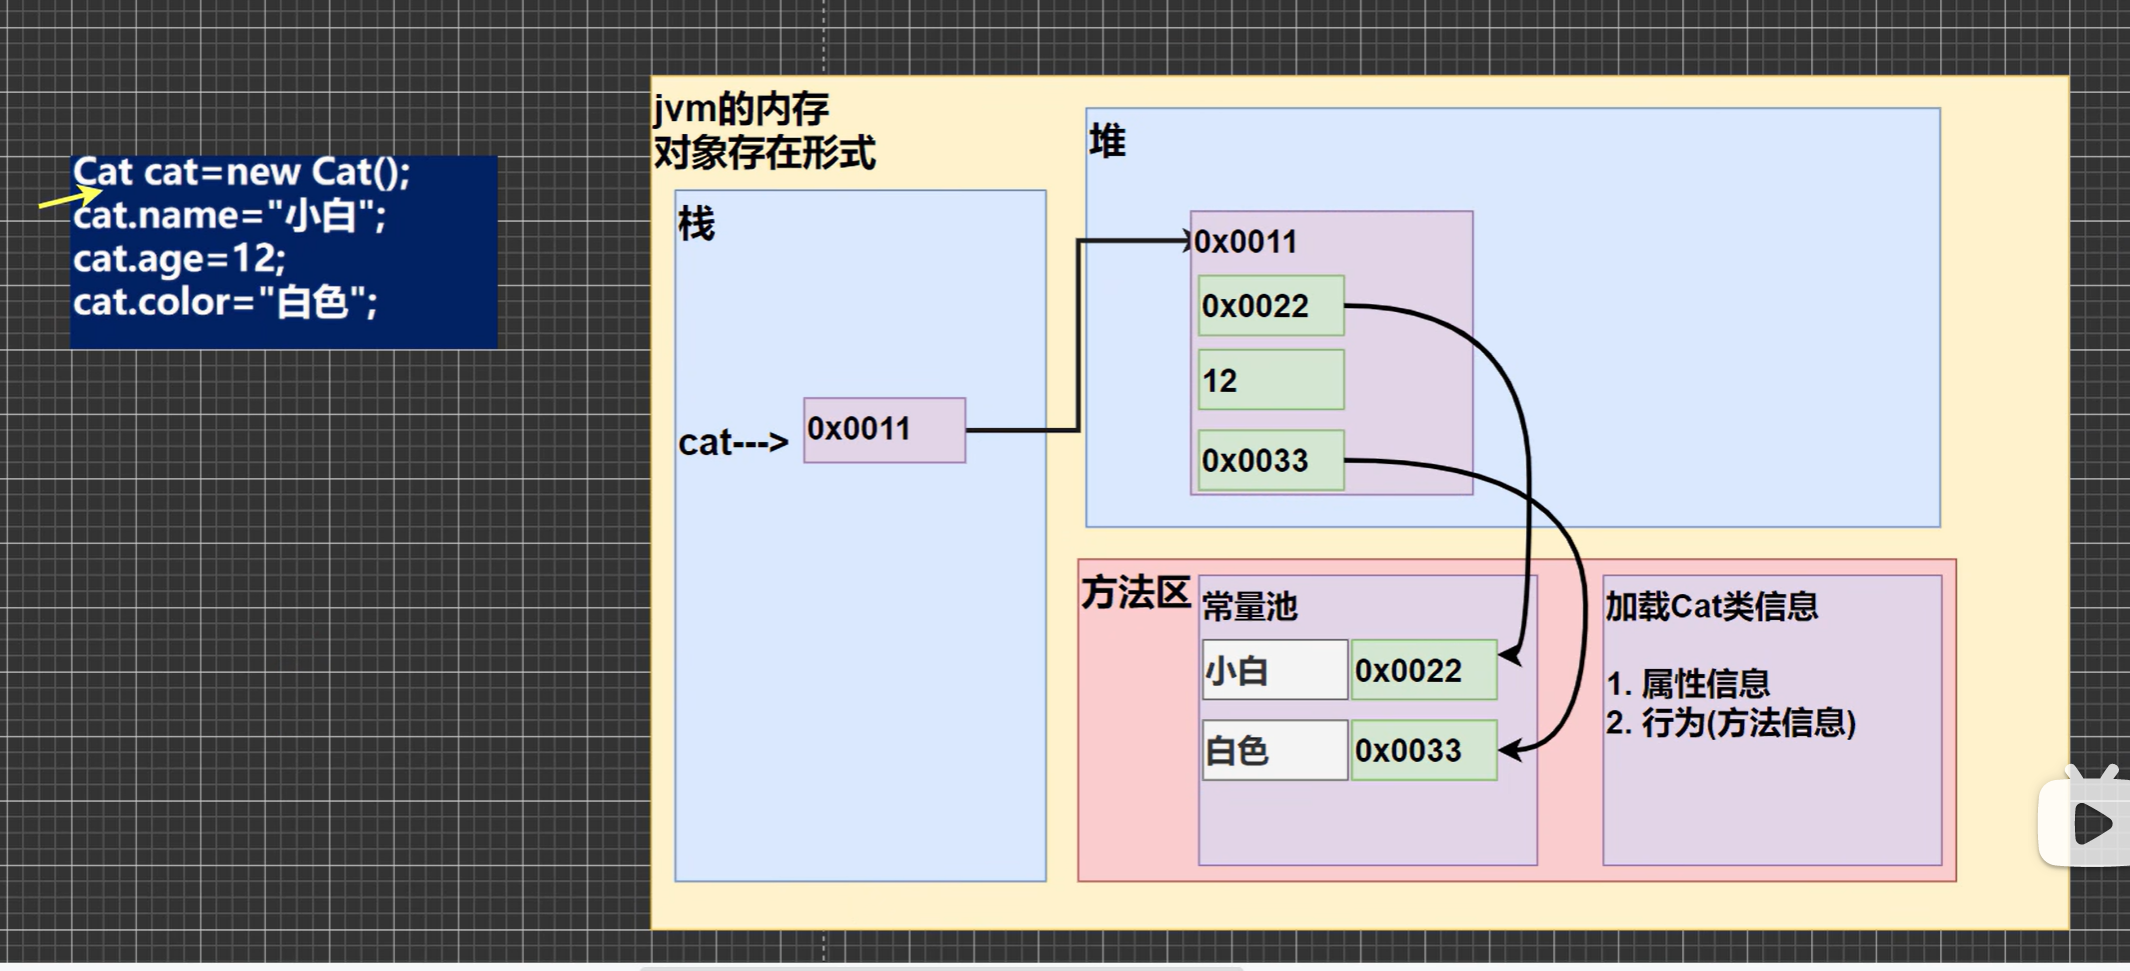 Cat cat=new Cat();
cat.name="小白";
cat.age=12;
cat.color="白色";
jvm的内存
对象存在形式
栈
cat--->
0x0011
堆
0x0011
0x0022
12
0x0033
方法区
常量池
小白
0x0022
白色
0x0033
加载Cat类信息
1. 属性信息
2. 行为(方法信息)